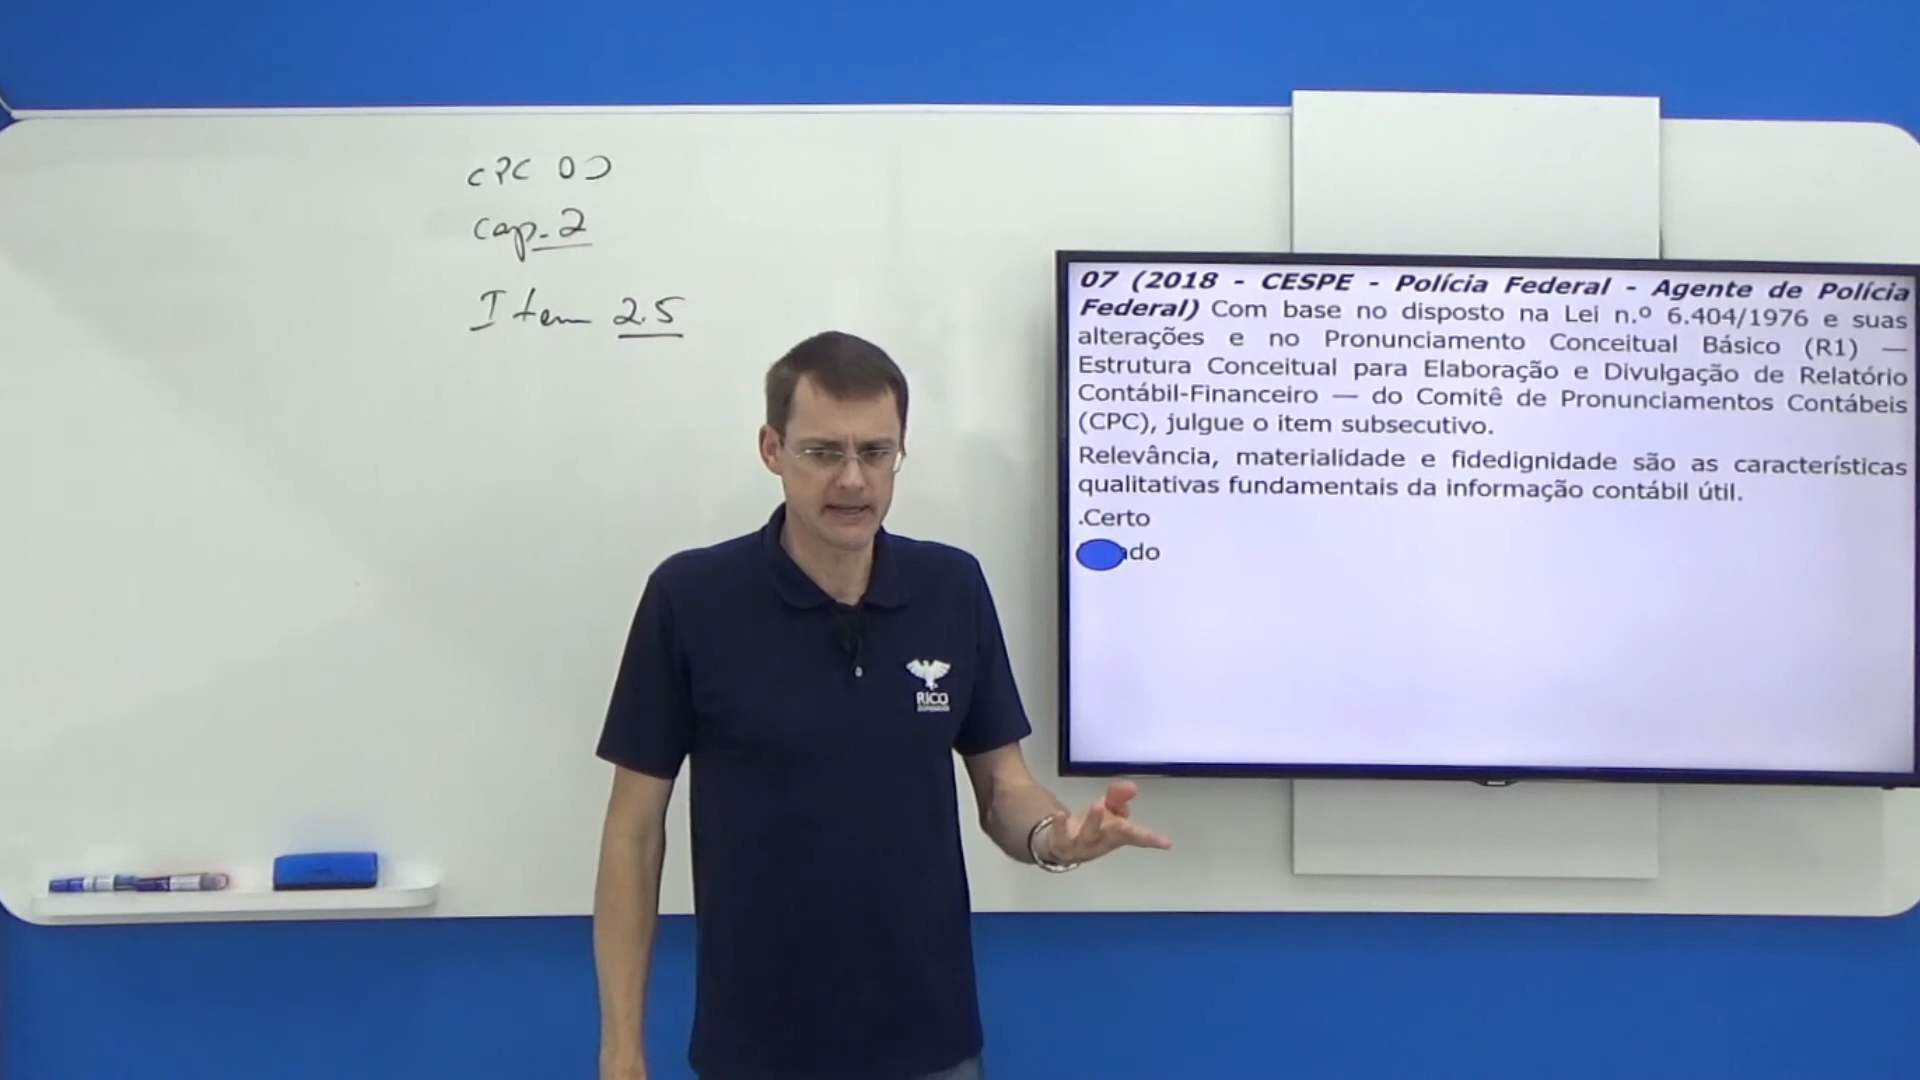 CPC 00
Cap. 2
Item 2.5
07 (2018 - CESPE - Polícia Federal - Agente de Polícia
Federal) Com base no disposto na Lei n.º 6.404/1976 e suas
alterações e no Pronunciamento Conceitual Básico (R1) —
Estrutura Conceitual para Elaboração e Divulgação de Relatório
Contábil-Financeiro — do Comitê de Pronunciamentos Contábeis
(CPC), julgue o item subsecutivo.
Relevância, materialidade e fidedignidade são as características
qualitativas fundamentais da informação contábil útil.
.Certo
do
RICO